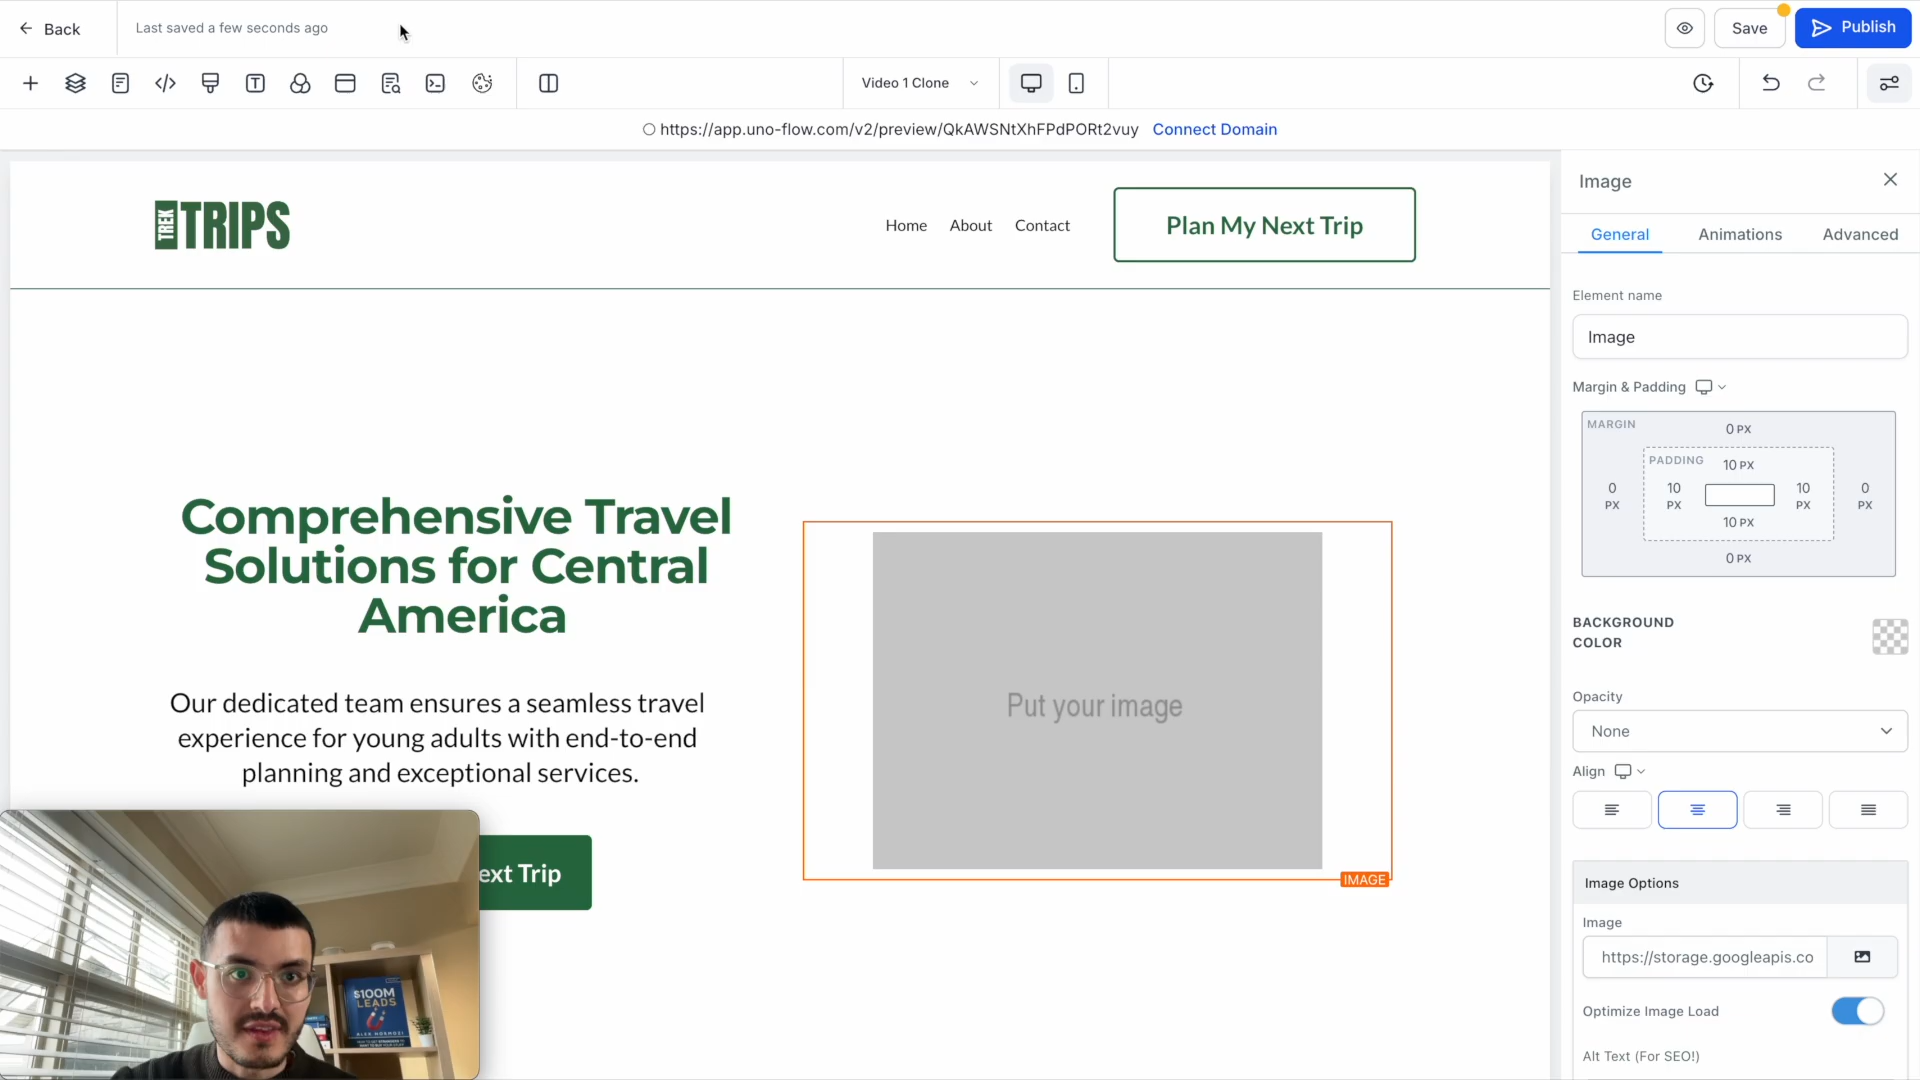 Back
Last saved a few seconds ago
Save
Publish
Video 1 Clone
https://app.uno-flow.com/v2/preview/QkAWSNtXhFPdPORt2vuy Connect Domain
TREK TRIPS
Home About Contact
Plan My Next Trip
Comprehensive Travel
Solutions for Central
America
Our dedicated team ensures a seamless travel
experience for young adults with end-to-end
planning and exceptional services.
ext Trip
Put your image
IMAGE
$100M
LEADS
ALEX HORMOZI
Image
General Animations Advanced
Element name
Image
Margin & Padding
MARGIN
0 PX
PADDING
10 PX
0 PX
10 PX
10 PX
0 PX
10 PX
0 PX
BACKGROUND
COLOR
Opacity
None
Align
Image Options
Image
https://storage.googleapis.co
Optimize Image Load
Alt Text (For SEO!)